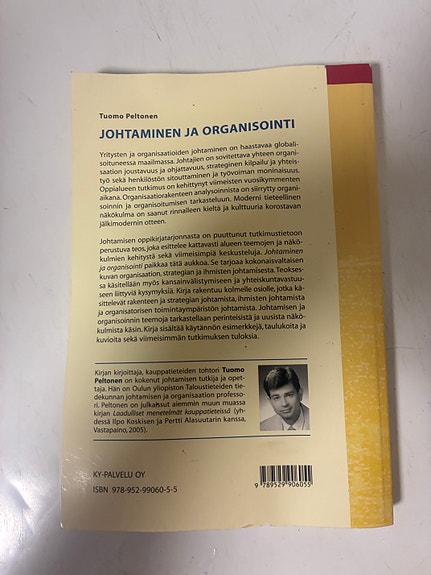 Tuomo Peltonen
JOHTAMINEN JA ORGANISOINTI
Yritysten ja organisaatioiden johtaminen on haastavaa globali-
soituneessa maailmassa. Johtajien on sovitettava yhteen organi-
saation joustavuus ja ohjattavuus, strateginen kilpailu ja yhteis-
työ sekä henkilöstön sitouttaminen ja työvoiman moninaisuus.
Oppialueen tutkimus on kehittynyt viimeisten vuosikymmenten
aikana. Organisaatiorakenteen analysoinnista on siirrytty organi-
soinnin ja organisoitumisen tarkasteluun. Moderni tieteellinen
näkökulma on saanut rinnalleen kieltä ja kulttuuria korostavan
jälkimodernin otteen.
Johtamisen oppikirjatarjonnasta on puuttunut tutkimustietoon
perustuva teos, joka esittelee kattavasti alueen teemojen ja näkö-
kulmien kehitystä sekä viimeisimpiä keskusteluja. Johtaminen
ja organisointi paikkaa tätä aukkoa. Se tarjoaa kokonaisvaltaisen
kuvan organisaation, strategian ja ihmisten johtamisesta. Teokses-
sa käsitellään myös kansainvälistymiseen ja yhteiskuntavastuu-
seen liittyviä kysymyksiä. Kirja rakentuu kolmelle osiolle, jotka kä-
sittelevät rakenteen ja strategian johtamista, ihmisten johtamista
ja organisatorisen toimintaympäristön johtamista. Johtamisen ja
organisoinnin teemoja tarkastellaan perinteisistä ja uusista näkö-
kulmista käsin. Kirja sisältää käytännön esimerkkejä, taulukoita ja
kuvioita sekä viimeisimmän tutkimuksen tuloksia.
Kirjan kirjoittaja, kauppatieteiden tohtori Tuomo
Peltonen on kokenut johtamisen tutkija ja opet-
taja. Hän on Oulun yliopiston Taloustieteiden tie-
dekunnan johtamisen ja organisaation professo-
ri. Peltonen on julkaissut aiemmin muun muassa
kirjan Laadulliset menetelmät kauppatieteissä (yh-
dessä Ilpo Koskisen ja Pertti Alasuutarin kanssa,
Vastapaino, 2005).
KY-PALVELU OY
ISBN 978-952-99060-5-5
9 789529 906055